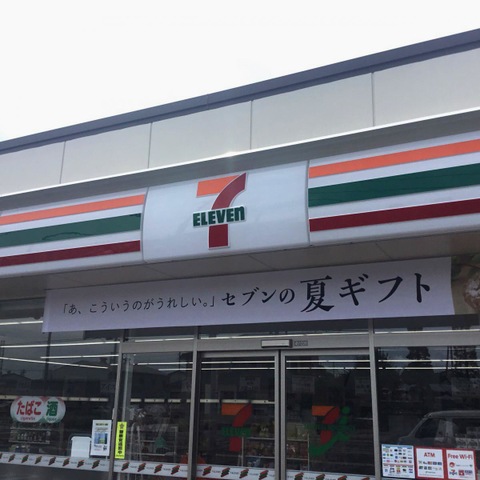 7
ELEVEn
「あ、こういうのがうれしい。」セブンの夏ギフト
たばこ 酒
ATM
Free Wi-Fi